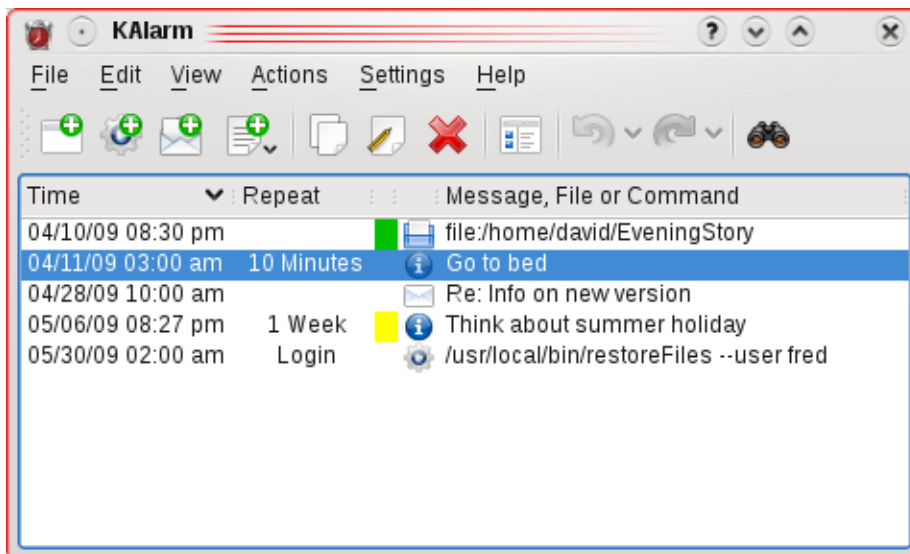 KAlarm
File Edit View Actions Settings Help
Time Repeat Message, File or Command
04/10/09 08:30 pm file:/home/david/EveningStory
04/11/09 03:00 am 10 Minutes Go to bed
04/28/09 10:00 am Re: Info on new version
05/06/09 08:27 pm 1 Week Think about summer holiday
05/30/09 02:00 am Login /usr/local/bin/restoreFiles --user fred